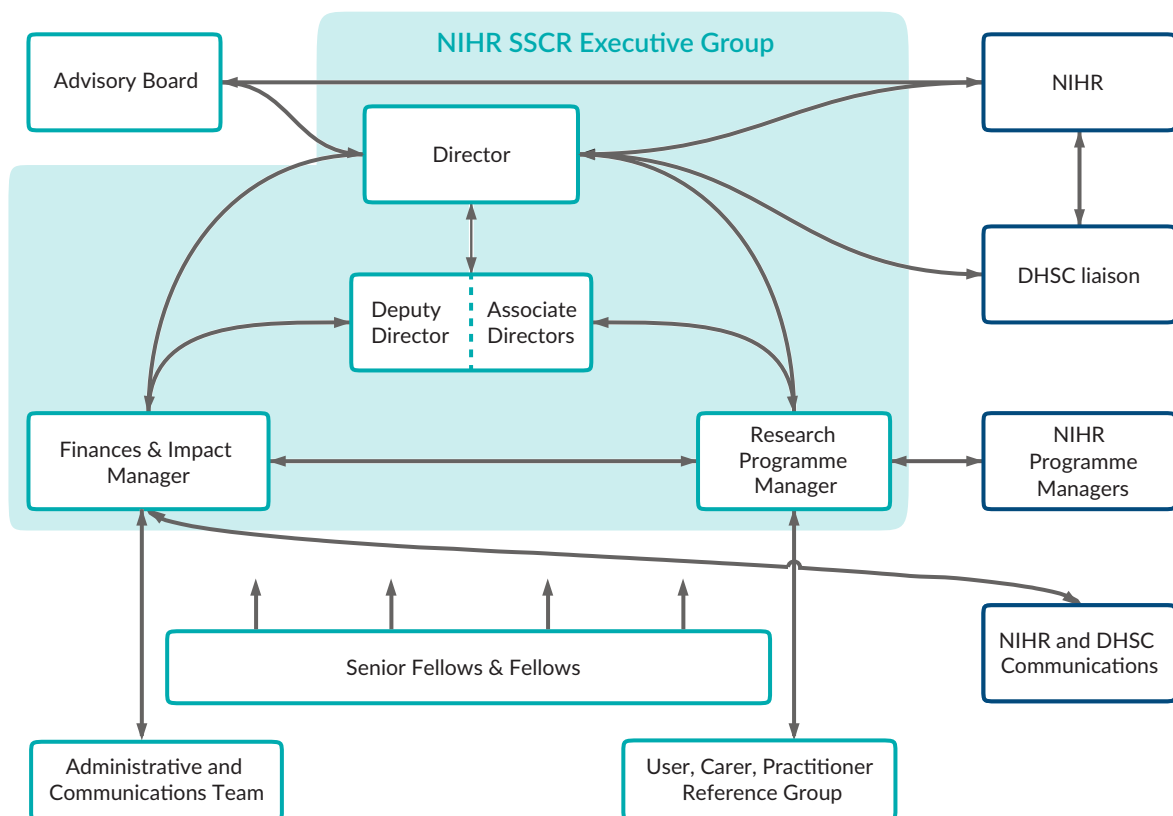 NIHR SSCR Executive Group
Advisory Board
NIHR
Director
DHSC liaison
Deputy
Director
Associate
Directors
Finances & Impact
Manager
Research
Programme
Manager
NIHR
Programme
Managers
Senior Fellows & Fellows
NIHR and DHSC
Communications
Administrative and
Communications Team
User, Carer, Practitioner
Reference Group